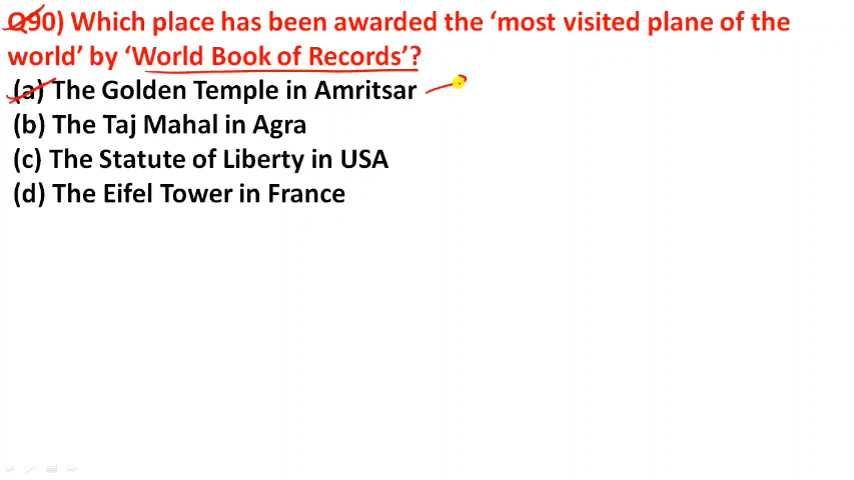 Q90) Which place has been awarded the ‘most visited plane of the
world’ by ‘World Book of Records’?
(a) The Golden Temple in Amritsar
(b) The Taj Mahal in Agra
(c) The Statute of Liberty in USA
(d) The Eifel Tower in France